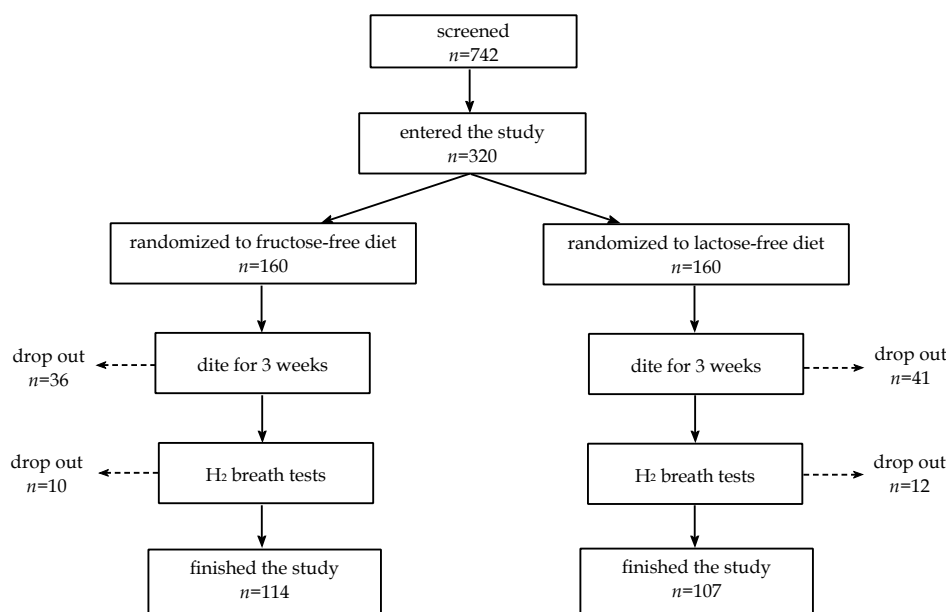 screened
n=742
entered the study
n=320
randomized to fructose-free diet
n=160
randomized to lactose-free diet
n=160
drop out
n=36
dite for 3 weeks
dite for 3 weeks
drop out
n=41
drop out
n=10
H₂ breath tests
H₂ breath tests
drop out
n=12
finished the study
n=114
finished the study
n=107